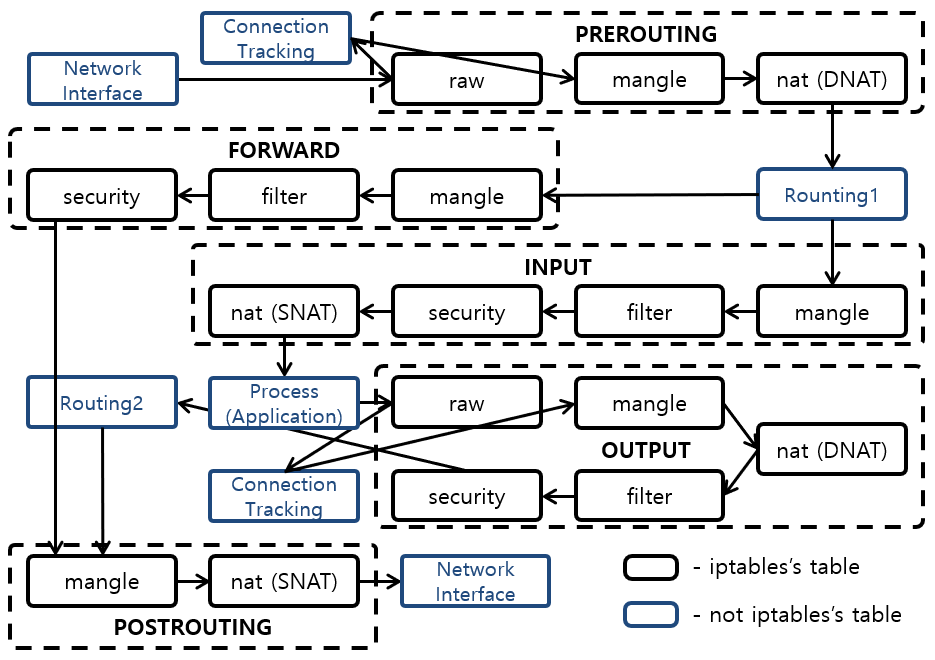 Connection
Tracking
PREROUTING
Network
Interface
raw
mangle
nat (DNAT)
FORWARD
security
filter
mangle
Rounting1
INPUT
nat (SNAT)
security
filter
mangle
Routing2
Process
(Application)
raw
mangle
OUTPUT
nat (DNAT)
Connection
Tracking
security
filter
mangle
nat (SNAT)
Network
Interface
POSTROUTING
- iptables's table
- not iptables's table